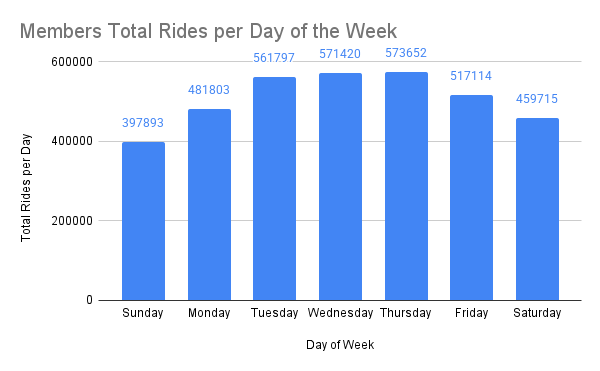 Members Total Rides per Day of the Week
Total Rides per Day
600000
400000
200000
0
397893
481803
561797
571420
573652
517114
459715
Sunday Monday Tuesday Wednesday Thursday Friday Saturday
Day of Week